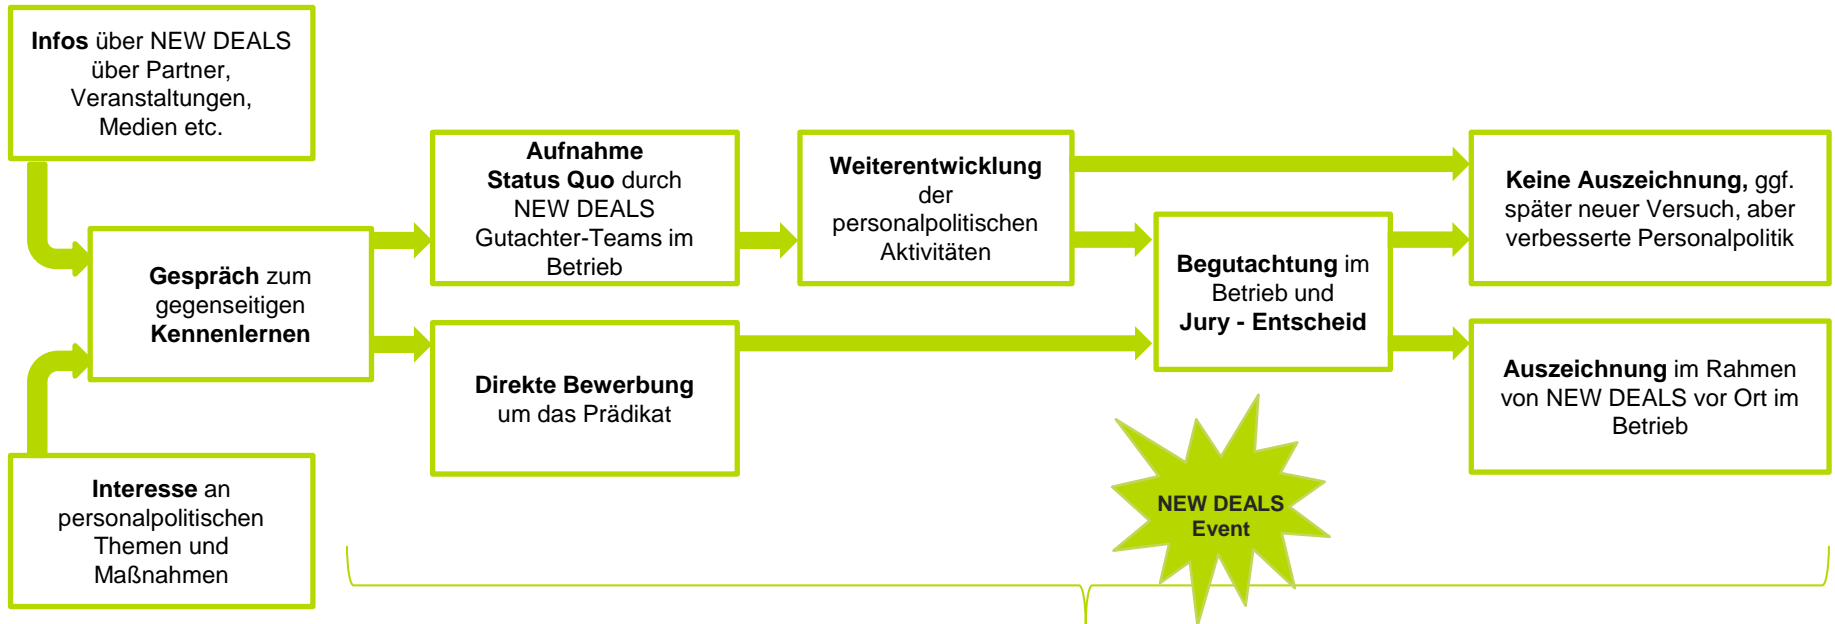 Infos über NEW DEALS
über Partner,
Veranstaltungen,
Medien etc.
Interesse an
personalpolitischen
Themen und
Maßnahmen
Gespräch zum
gegenseitigen
Kennenlernen
Aufnahme
Status Quo durch
NEW DEALS
Gutachter-Teams im
Betrieb
Direkte Bewerbung
um das Prädikat
Weiterentwicklung
der
personalpolitischen
Aktivitäten
Begutachtung im
Betrieb und
Jury - Entscheid
Keine Auszeichnung, ggf.
später neuer Versuch, aber
verbesserte Personalpolitik
Auszeichnung im Rahmen
von NEW DEALS vor Ort im
Betrieb
NEW DEALS
Event